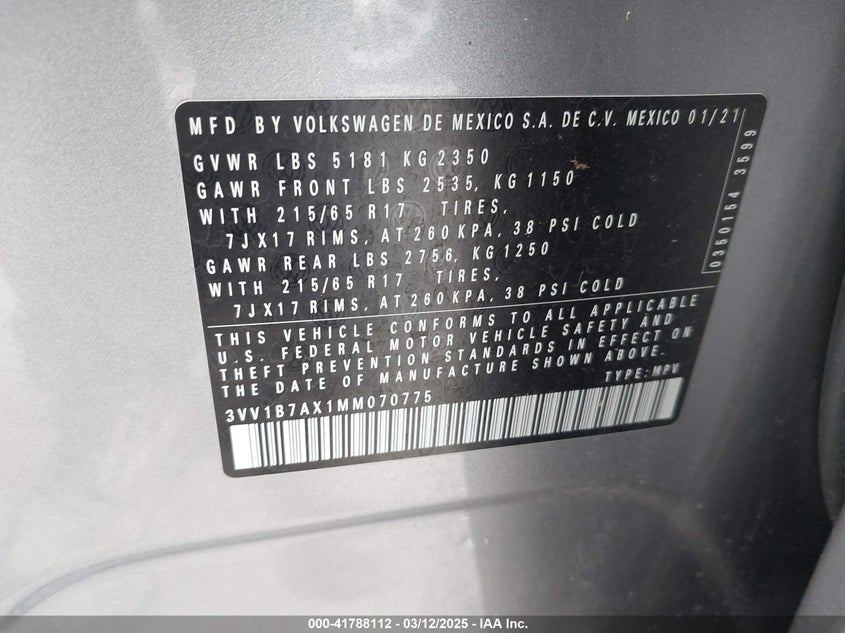 MFD BY VOLKSWAGEN DE MEXICO S.A. DE C.V. MEXICO 01/21
GVWR LBS 5181 KG 2350
GAWR FRONT LBS 2535, KG 1150
WITH 215/65 R17 TIRES,
7JX17 RIMS, AT 260 KPA, 38 PSI COLD
GAWR REAR LBS 2756, KG 1250
WITH 215/65 R17 TIRES,
7JX17 RIMS, AT 260 KPA, 38 PSI COLD
0350154 3599
THIS VEHICLE CONFORMS TO ALL APPLICABLE
U.S. FEDERAL MOTOR VEHICLE SAFETY AND
THEFT PREVENTION STANDARDS IN EFFECT ON
THE DATE OF MANUFACTURE SHOWN ABOVE.
TYPE: MPV
3VV1B7AX1MM070775
000-41788112 - 03/12/2025 - IAA Inc.